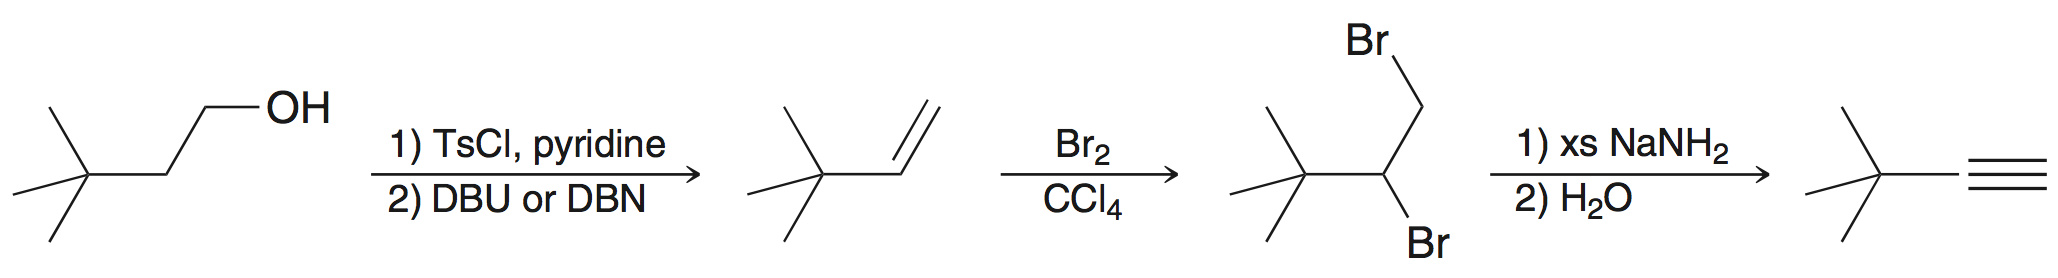 OH
1) TsCl, pyridine
2) DBU or DBN
Br₂
CCl₄
Br
Br
1) xs NaNH₂
2) H₂O